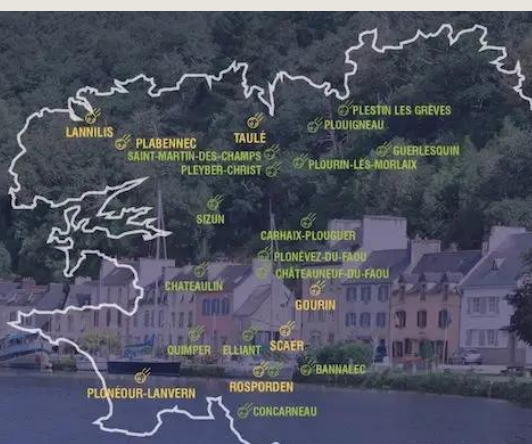 PLESTIN LES GRÈVES
PLOUIGNEAU
LANNILIS
TAULÉ
PLABENNEC
GUERLESQUIN
SAINT-MARTIN-DES-CHAMPS
PLOURIN-LES-MORLAIX
PLEYBER-CHRIST
SIZUN
CARHAIX-PLOUGUER
PLONÉVEZ-DU-FAOU
CHÂTEAUNEUF-DU-FAOU
CHATEAULIN
GOURIN
SCAER
QUIMPER
ELLIANT
BANNALEC
ROSPORDEN
PLONÉOUR-LANVERN
CONCARNEAU